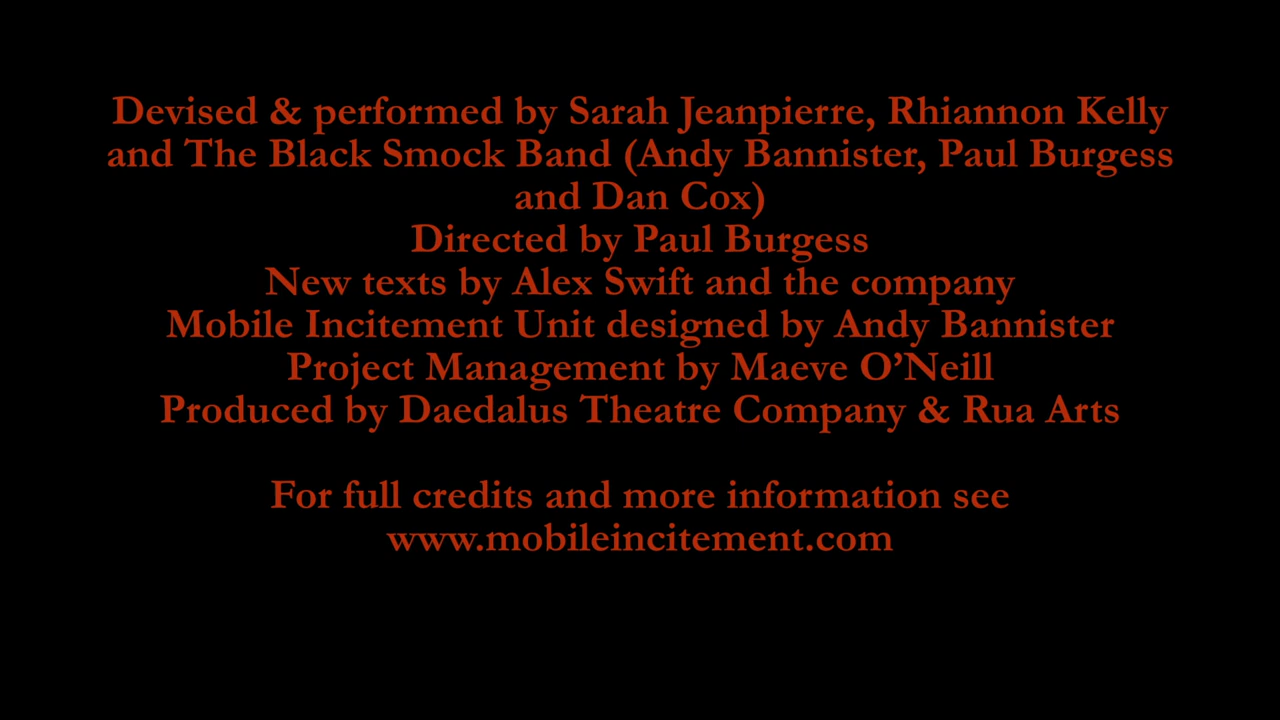 Devised & performed by Sarah Jeanpierre, Rhiannon Kelly
and The Black Smock Band (Andy Bannister, Paul Burgess
and Dan Cox)
Directed by Paul Burgess
New texts by Alex Swift and the company
Mobile Incitement Unit designed by Andy Bannister
Project Management by Maeve O’Neill
Produced by Daedalus Theatre Company & Rua Arts
For full credits and more information see
www.mobileincitement.com